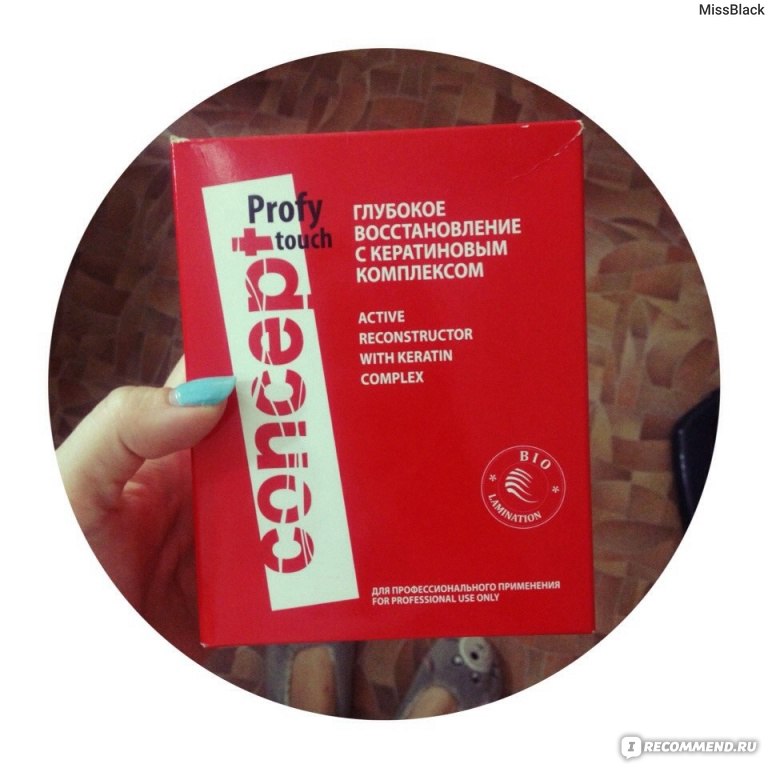 MissBlack
Profy
touch
concept
ГЛУБОКОЕ
ВОССТАНОВЛЕНИЕ
С КЕРАТИНОВЫМ
КОМПЛЕКСОМ
ACTIVE
RECONSTRUCTOR
WITH KERATIN
COMPLEX
* BIO *
LAMINATION
ДЛЯ ПРОФЕССИОНАЛЬНОГО ПРИМЕНЕНИЯ
FOR PROFESSIONAL USE ONLY
I RECOMMEND.RU